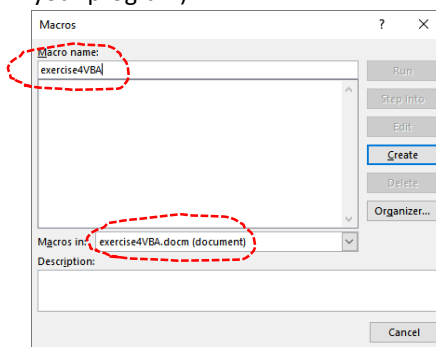 Macros ? X
Macro name:
exercise4VBA
Run
Step Into
Edit
Create
Delete
Organizer...
Macros in: exercise4VBA.docm (document)
Description:
Cancel